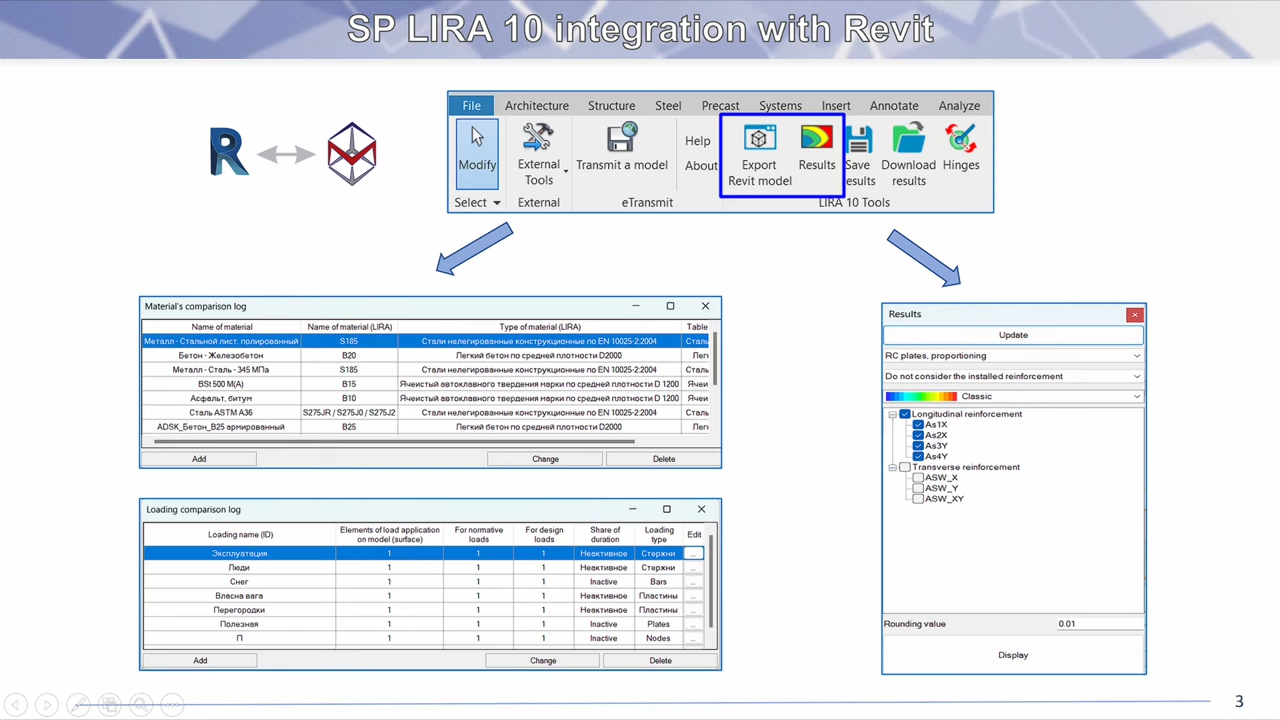 SP LIRA 10 integration with Revit
File Architecture Structure Steel Precast Systems Insert Annotate Analyze
Modify
External
Tools
Transmit a model
Help
About
Export
Revit model
Results
Save
esults
Download
results
Hinges
Select External eTransmit LIRA 10 Tools
Material's comparison log
Name of material Name of material (LIRA) Type of material (LIRA) Table
Металл - Стальной лист, полированный S185 Стали нелегированные конструкционные по EN 10025-2:2004 Сталь
Бетон - Железобетон B20 Легкий бетон по средней плотности D2000 Легк
Металл - Сталь - 345 МПа S185 Стали нелегированные конструкционные по EN 10025-2:2004 Сталь
BSt 500 M(A) B15 Ячеистый автоклавного твердения марки по средней плотности D 1200 Ячеи
Асфальт, битум B10 Ячеистый автоклавного твердения марки по средней плотности D 1200 Ячеи
Сталь ASTM A36 S275JR / S275J0 / S275J2 Стали нелегированные конструкционные по EN 10025-2:2004 Сталь
ADSK_Бетон_B25 армированный B25 Легкий бетон по средней плотности D2000 Легк
Add Change Delete
Loading comparison log
Loading name (ID)
Elements of load application
on model (surface)
For normative
loads
For design
loads
Share of
duration
Loading
type
Edit
Эксплуатация 1 1 1 Неактивное Стержни ...
Люди 1 1 1 Неактивное Стержни ...
Снег 1 1 1 Inactive Bars ...
Власна вага 1 1 1 Неактивное Пластины ...
Перегородки 1 1 1 Неактивное Пластины ...
Полезная 1 1 1 Inactive Plates ...
П 1 1 1 Inactive Nodes ...
Add Change Delete
Results
Update
RC plates, proportioning
Do not consider the installed reinforcement
Classic
Longitudinal reinforcement
As1X
As2X
As3Y
As4Y
Transverse reinforcement
ASW_X
ASW_Y
ASW_XY
Rounding value 0.01
Display
3